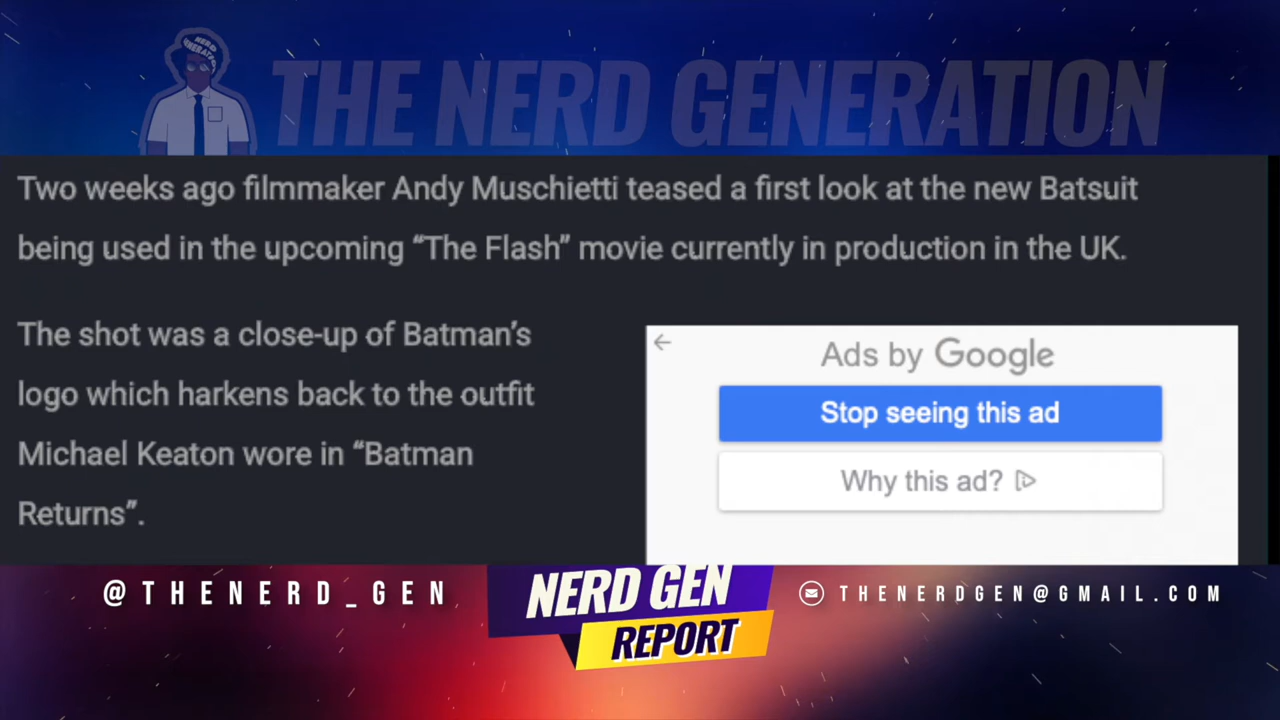 THE NERD GENERATION
Two weeks ago filmmaker Andy Muschietti teased a first look at the new Batsuit
being used in the upcoming “The Flash” movie currently in production in the UK.
The shot was a close-up of Batman’s
logo which harkens back to the outfit
Michael Keaton wore in “Batman
Returns”.
Ads by Google
Stop seeing this ad
Why this ad?
@THENERD_GEN
NERD GEN
REPORT
THENERDGEN@GMAIL.COM